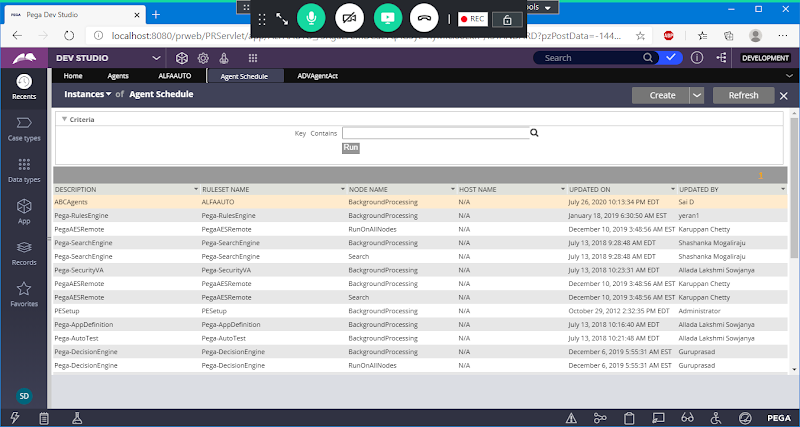 ools
PEGA Pega Dev Studio
localhost:8080/prweb/PRServlet/app
RD?pzPostData=-144...
REC
DEV STUDIO
Search
DEVELOPMENT
Home Agents ALFAAUTO Agent Schedule ADVAgentAct
Instances of Agent Schedule
Create Refresh
Recents
Case types
Data types
App
Records
Favorites
SD
Criteria
Key Contains
Run
1
DESCRIPTION RULESET NAME NODE NAME HOST NAME UPDATED ON UPDATED BY
ABCAgents ALFAAUTO BackgroundProcessing N/A July 26, 2020 10:13:34 PM EDT Sai D
Pega-RulesEngine Pega-RulesEngine BackgroundProcessing N/A January 18, 2019 6:30:50 AM EST yeran1
PegaAESRemote PegaAESRemote RunOnAllNodes N/A December 10, 2019 3:48:56 AM EST Karuppan Chetty
Pega-SearchEngine Pega-SearchEngine BackgroundProcessing N/A July 13, 2018 9:28:48 AM EDT Shashanka Mogaliraju
Pega-SearchEngine Pega-SearchEngine Search N/A July 13, 2018 9:28:48 AM EDT Shashanka Mogaliraju
Pega-SecurityVA Pega-SecurityVA BackgroundProcessing N/A July 13, 2018 10:23:31 AM EDT Allada Lakshmi Sowjanya
PegaAESRemote PegaAESRemote BackgroundProcessing N/A December 10, 2019 3:48:56 AM EST Karuppan Chetty
PegaAESRemote PegaAESRemote Search N/A December 10, 2019 3:48:56 AM EST Karuppan Chetty
PESetup PESetup BackgroundProcessing N/A October 29, 2012 2:32:35 PM EDT Administrator
Pega-AppDefinition Pega-AppDefinition BackgroundProcessing N/A July 13, 2018 10:16:40 AM EDT Allada Lakshmi Sowjanya
Pega-AutoTest Pega-AutoTest BackgroundProcessing N/A July 13, 2018 10:21:48 AM EDT Allada Lakshmi Sowjanya
Pega-DecisionEngine Pega-DecisionEngine BackgroundProcessing N/A December 6, 2019 5:55:31 AM EST Guruprasad
Pega-DecisionEngine Pega-DecisionEngine RunOnAllNodes N/A December 6, 2019 5:55:31 AM EST Guruprasad
PEGA